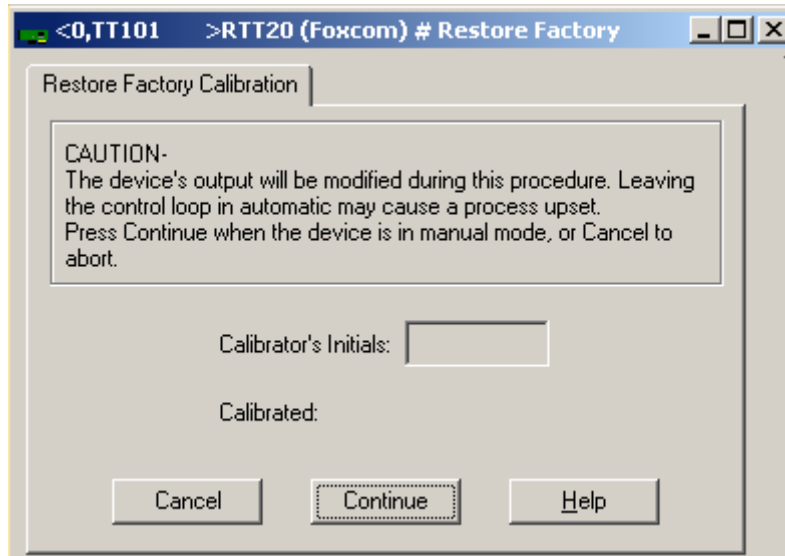 <0,TT101 >RTT20 (Foxcom) # Restore Factory
Restore Factory Calibration
CAUTION-
The device's output will be modified during this procedure. Leaving
the control loop in automatic may cause a process upset.
Press Continue when the device is in manual mode, or Cancel to
abort.
Calibrator's Initials:
Calibrated:
Cancel Continue Help